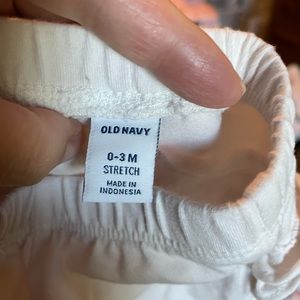 OLD NAVY
0-3 M
STRETCH
MADE IN
INDONESIA